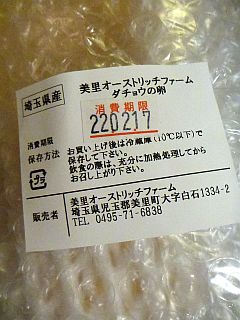 埼玉県産
美里オーストリッチファーム
ダチョウの卵
消費期限
消費期限
220217
保存方法
お買い上げ後は冷蔵庫(10℃以下)で
保存して下さい。
飲食の際は、充分に加熱処理してから
お召し上がり下さい。
プラ
販売者
美里オーストリッチファーム
埼玉県児玉郡美里町大字白石1334-2
TEL 0495-71-6838